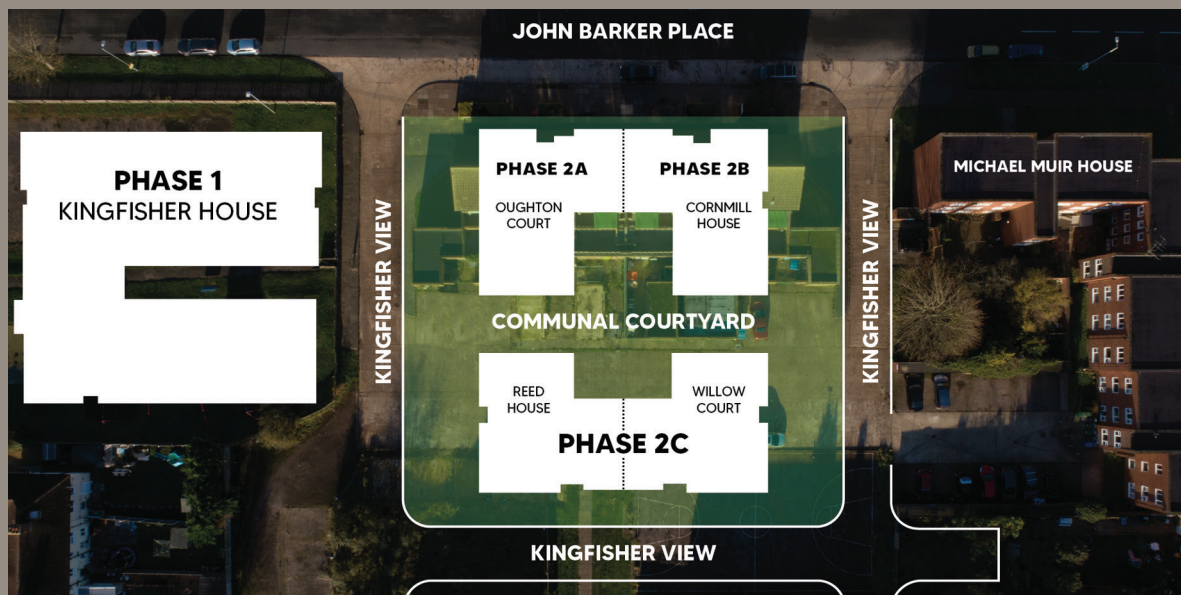 JOHN BARKER PLACE
PHASE 1
KINGFISHER HOUSE
PHASE 2A
PHASE 2B
OUGHTON
COURT
CORNMILL
HOUSE
MICHAEL MUIR HOUSE
KINGFISHER VIEW
KINGFISHER VIEW
COMMUNAL COURTYARD
REED
HOUSE
WILLOW
COURT
PHASE 2C
KINGFISHER VIEW